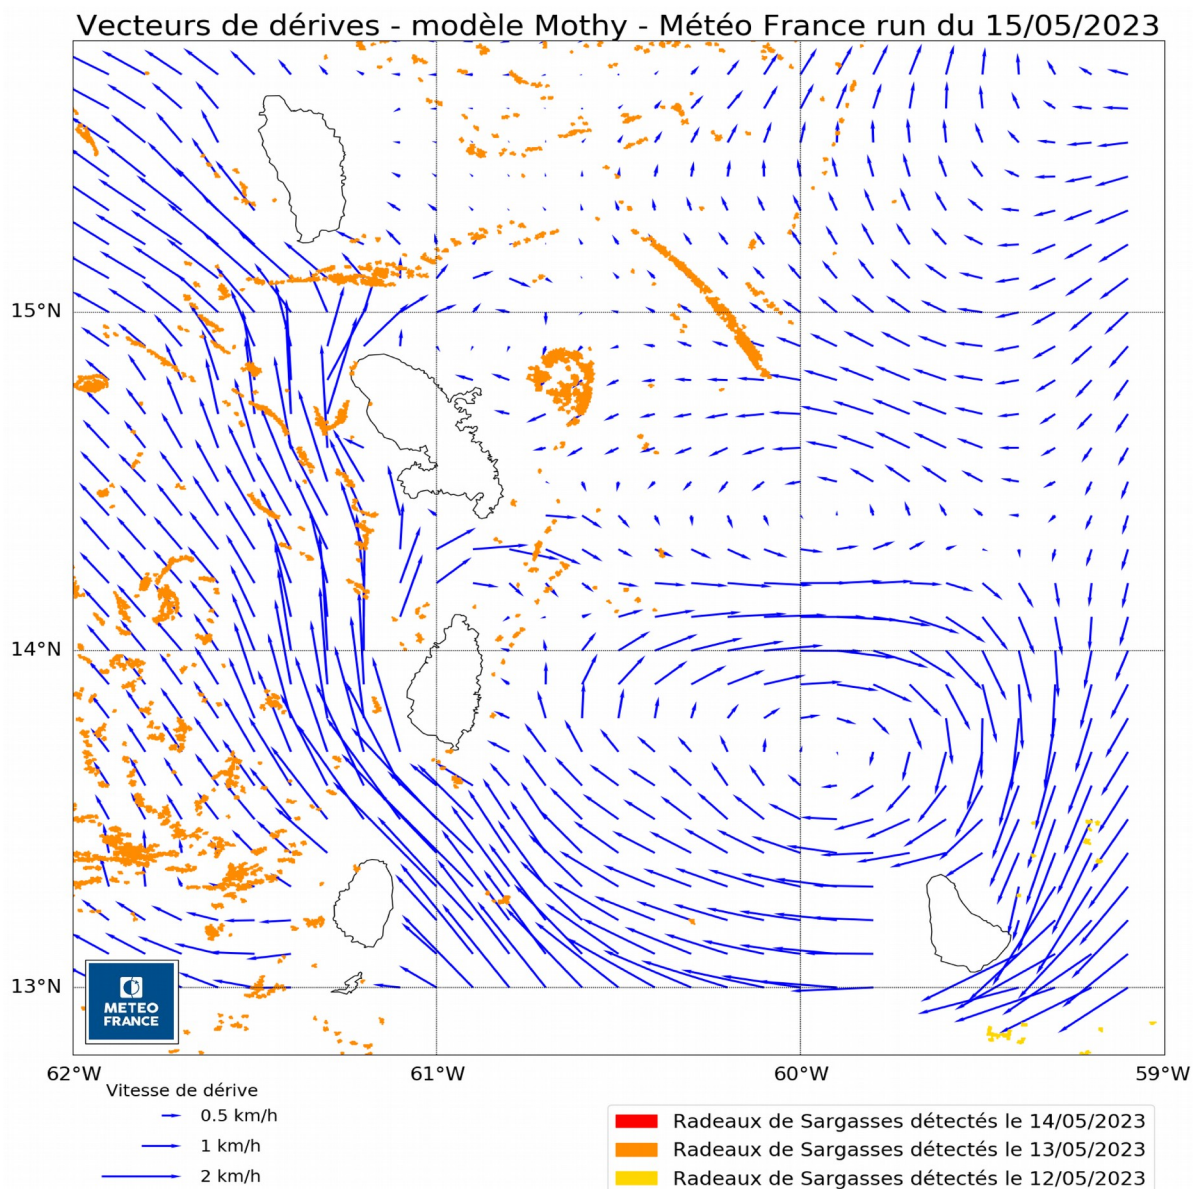 Vecteurs de dérives - modèle Mothy - Météo France run du 15/05/2023
15°N
14°N
13°N
METEO
FRANCE
62°W
61°W
60°W
59°W
Vitesse de dérive
0.5 km/h
1 km/h
2 km/h
Radeaux de Sargasses détectés le 14/05/2023
Radeaux de Sargasses détectés le 13/05/2023
Radeaux de Sargasses détectés le 12/05/2023